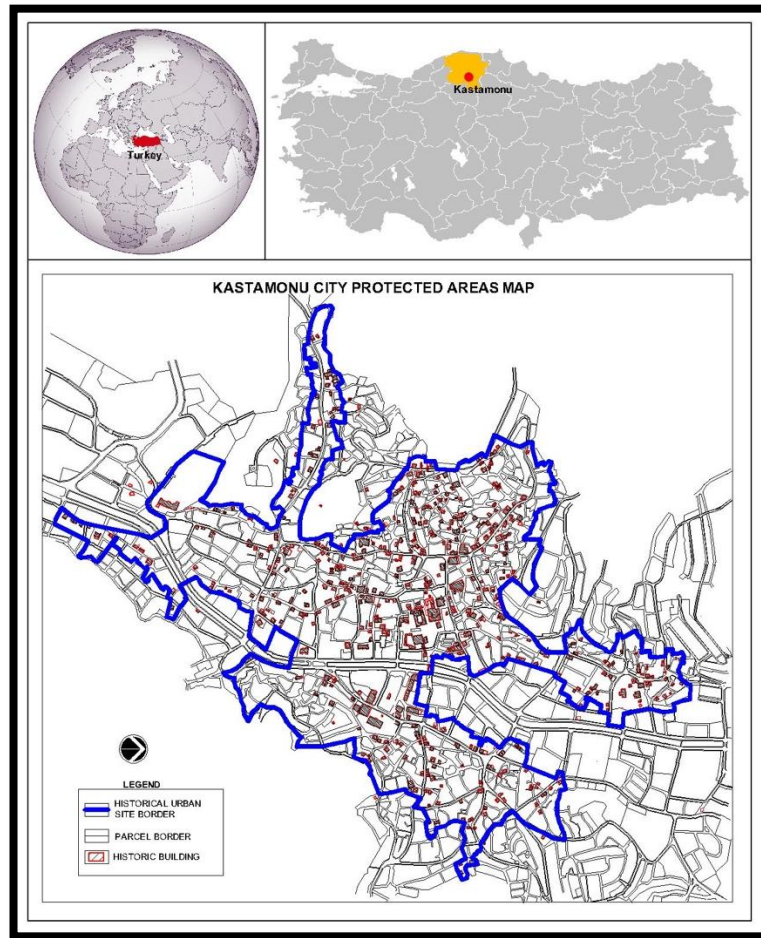 Turkey
Kastamonu
KASTAMONU CITY PROTECTED AREAS MAP
LEGEND
HISTORICAL URBAN
SITE BORDER
PARCEL BORDER
HISTORIC BUILDING